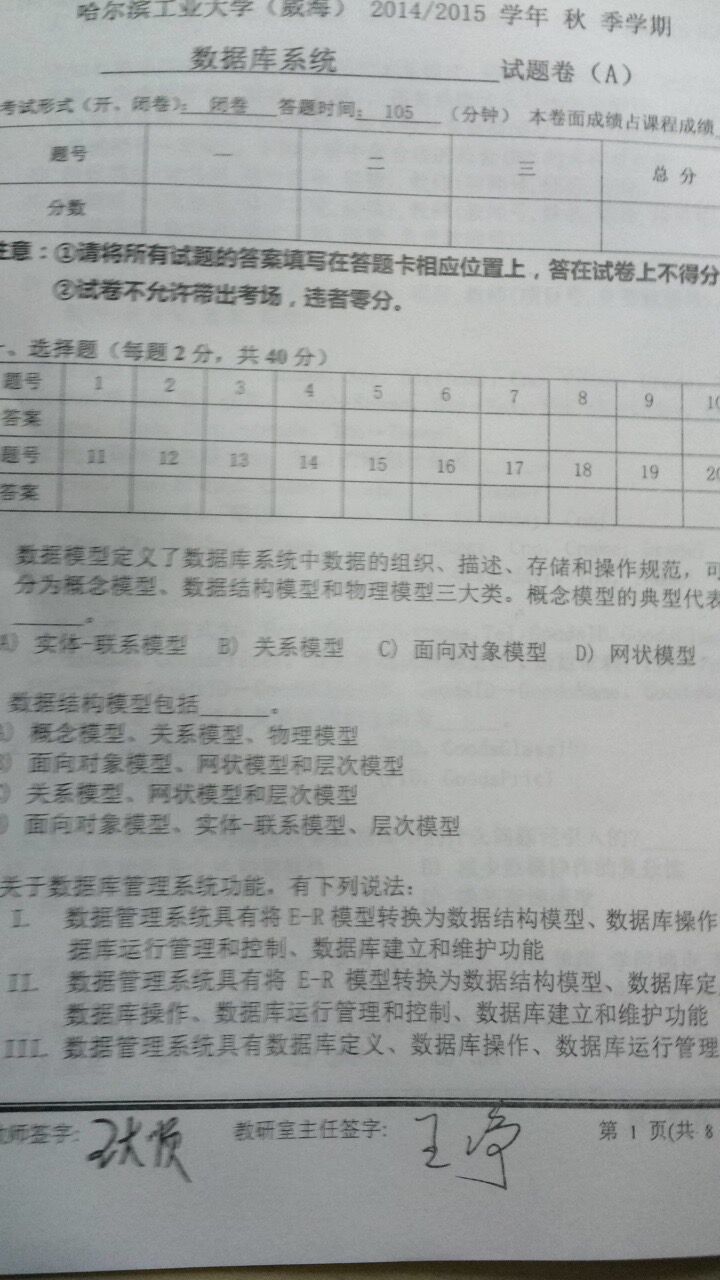 哈尔滨工业大学（威海） 2014/2015 学年 秋 季学期
数据库系统 试题卷（A）
考试形式（开、闭卷）： 闭卷 答题时间： 105 （分钟） 本卷面成绩占课程成绩
题号 一 二 三 总 分
分数
注意：①请将所有试题的答案填写在答题卡相应位置上，答在试卷上不得分
②试卷不允许带出考场，违者零分。
一、选择题（每题 2 分，共 40 分）
题号 1 2 3 4 5 6 7 8 9 10
答案
题号 11 12 13 14 15 16 17 18 19 20
答案
数据模型定义了数据库系统中数据的组织、描述、存储和操作规范，可
分为概念模型、数据结构模型和物理模型三大类。概念模型的典型代表
______。
A) 实体-联系模型 B) 关系模型 C) 面向对象模型 D) 网状模型
数据结构模型包括______。
A) 概念模型、关系模型、物理模型
B) 面向对象模型、网状模型和层次模型
C) 关系模型、网状模型和层次模型
D) 面向对象模型、实体-联系模型、层次模型
关于数据库管理系统功能，有下列说法：
I. 数据管理系统具有将 E-R 模型转换为数据结构模型、数据库操作
据库运行管理和控制、数据库建立和维护功能
II. 数据管理系统具有将 E-R 模型转换为数据结构模型、数据库定
数据库操作、数据库运行管理和控制、数据库建立和维护功能
III. 数据管理系统具有数据库定义、数据库操作、数据库运行管理
教师签字: 教研室主任签字: 第 1 页(共 8